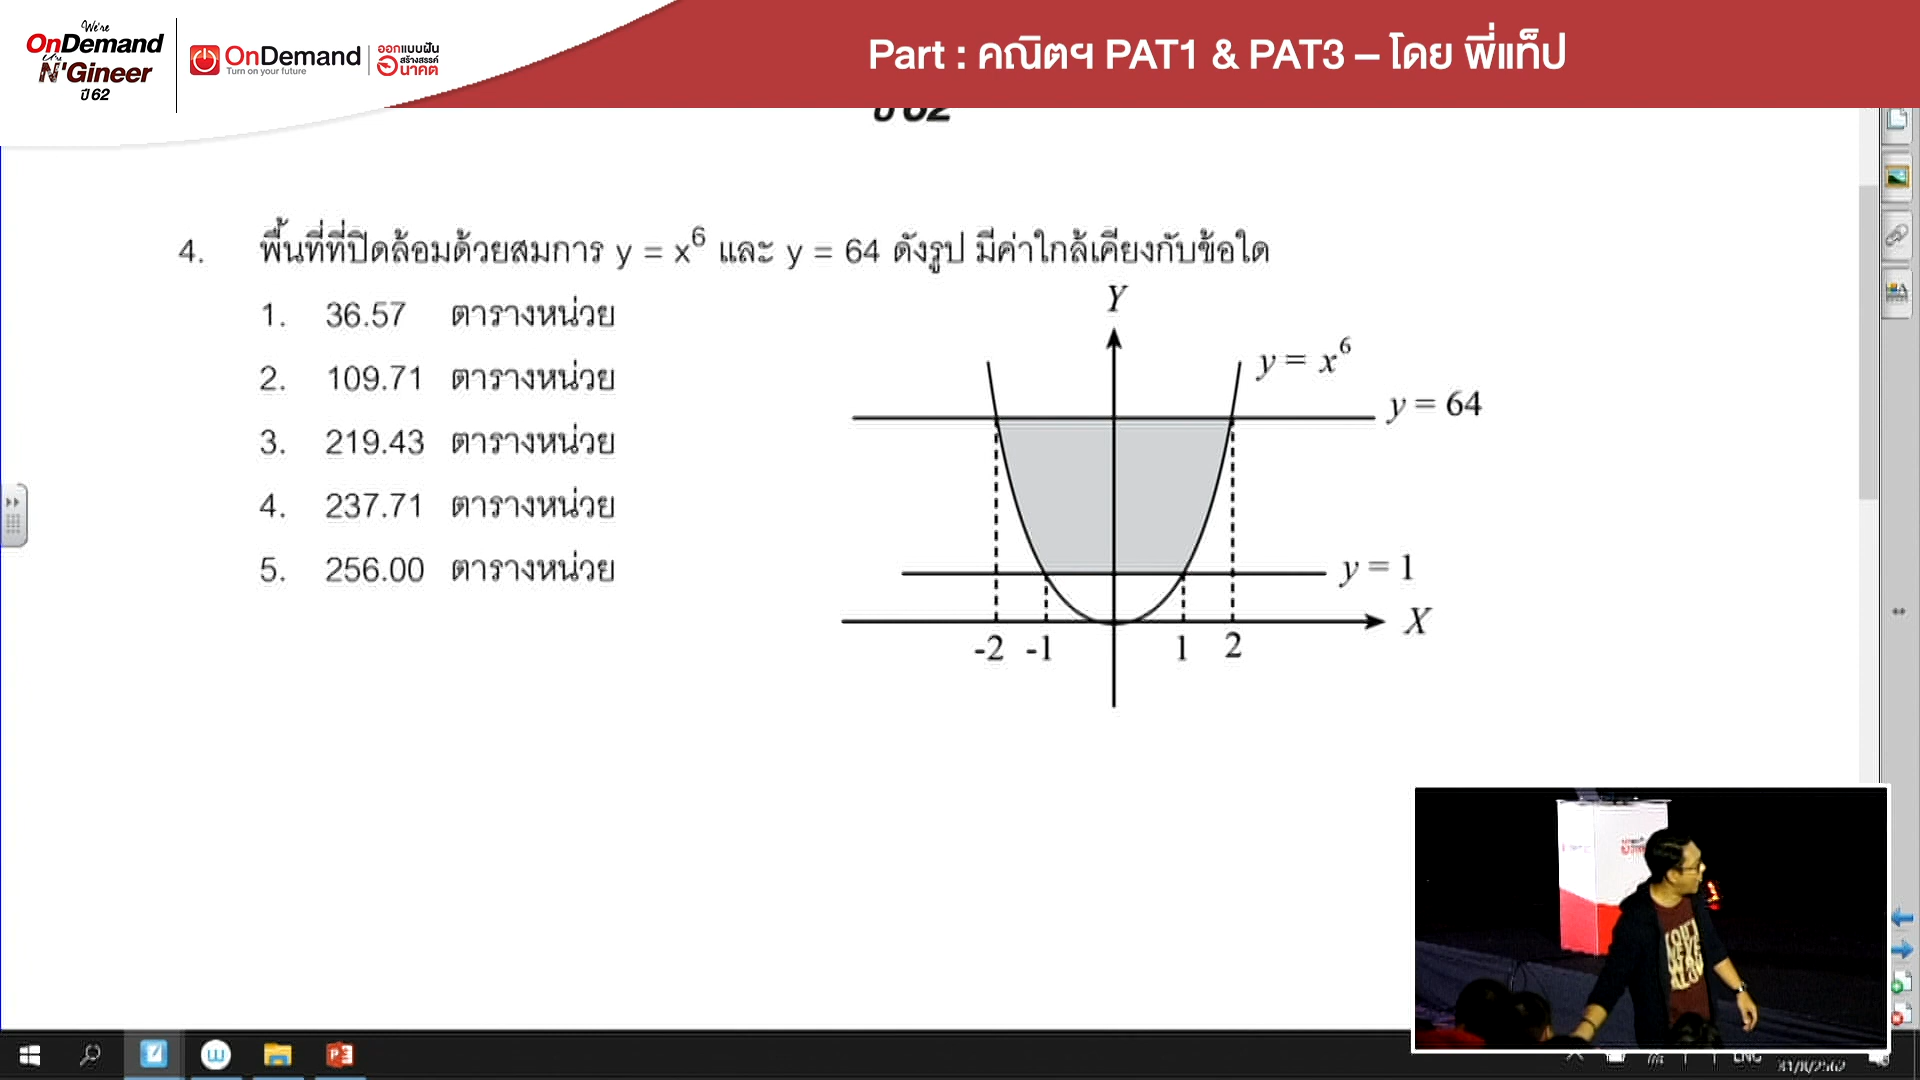 We're
OnDemand
N'Gineer
ปี 62
OnDemand
Turn on your future
ออกแบบฝัน
สร้างสรรค์
อนาคต
Part : คณิตฯ PAT1 & PAT3 – โดย พี่แท็ป
ปี 62
4. พื้นที่ที่ปิดล้อมด้วยสมการ y = x⁶ และ y = 64 ดังรูป มีค่าใกล้เคียงกับข้อใด
1. 36.57 ตารางหน่วย
2. 109.71 ตารางหน่วย
3. 219.43 ตารางหน่วย
4. 237.71 ตารางหน่วย
5. 256.00 ตารางหน่วย
Y
y = x⁶
y = 64
y = 1
X
-2 -1 1 2
ENG
31/8/2562